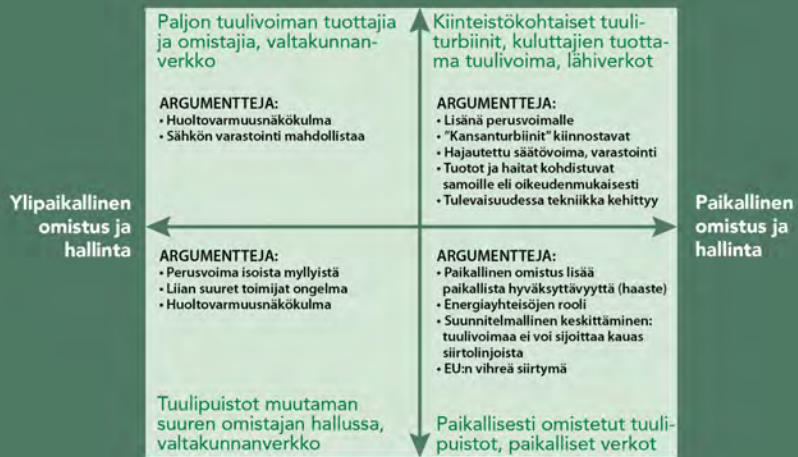 Paljon tuulivoiman tuottajia
ja omistajia, valtakunnan-
verkko
ARGUMENTTEJA:
• Huoltovarmuusnäkökulma
• Sähkön varastointi mahdollistaa
Kiinteistökohtaiset tuuli-
turbiinit, kuluttajien tuotta-
ma tuulivoima, lähiverkot
ARGUMENTTEJA:
• Lisänä perusvoimalle
• "Kansanturbiinit" kiinnostavat
• Hajautettu säätövoima, varastointi
• Tuotot ja haitat kohdistuvat
samoille eli oikeudenmukaisesti
• Tulevaisuudessa tekniikka kehittyy
Ylipaikallinen
omistus ja
hallinta
Paikallinen
omistus ja
hallinta
ARGUMENTTEJA:
• Perusvoima isoista myllyistä
• Liian suuret toimijat ongelma
• Huoltovarmuusnäkökulma
Tuulipuistot muutaman
suuren omistajan hallussa,
valtakunnanverkko
ARGUMENTTEJA:
• Paikallinen omistus lisää
paikallista hyväksyttävyyttä (haaste)
• Energiayhteisöjen rooli
• Suunnitelmallinen keskittäminen:
tuulivoimaa ei voi sijoittaa kauas
siirtolinjoista
• EU:n vihreä siirtymä
Paikallisesti omistetut tuuli-
puistot, paikalliset verkot